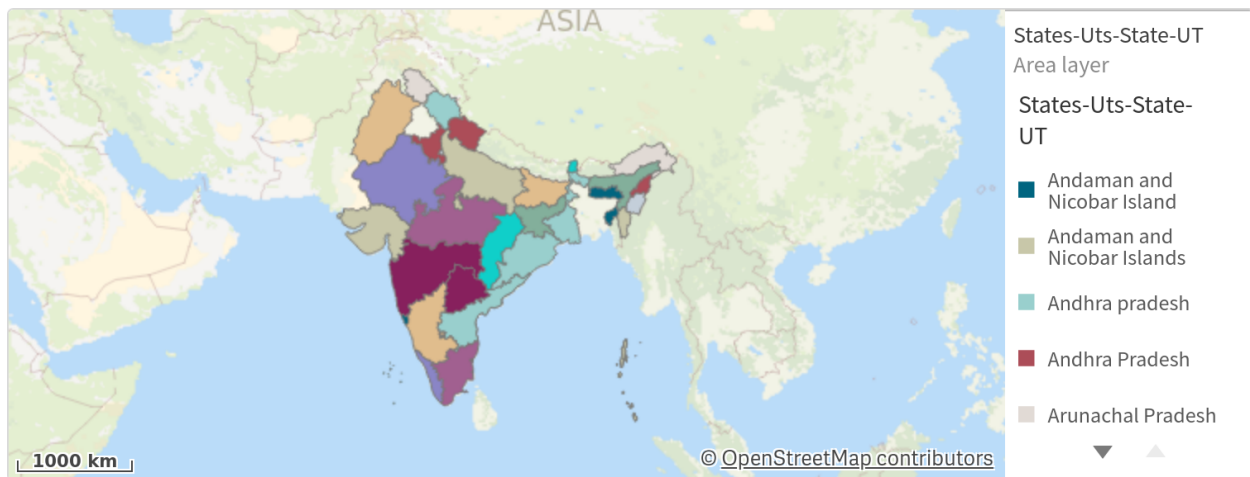 ASIA
1000 km
© OpenStreetMap contributors
States-Uts-State-UT
Area layer
States-Uts-State-
UT
Andaman and
Nicobar Island
Andaman and
Nicobar Islands
Andhra pradesh
Andhra Pradesh
Arunachal Pradesh